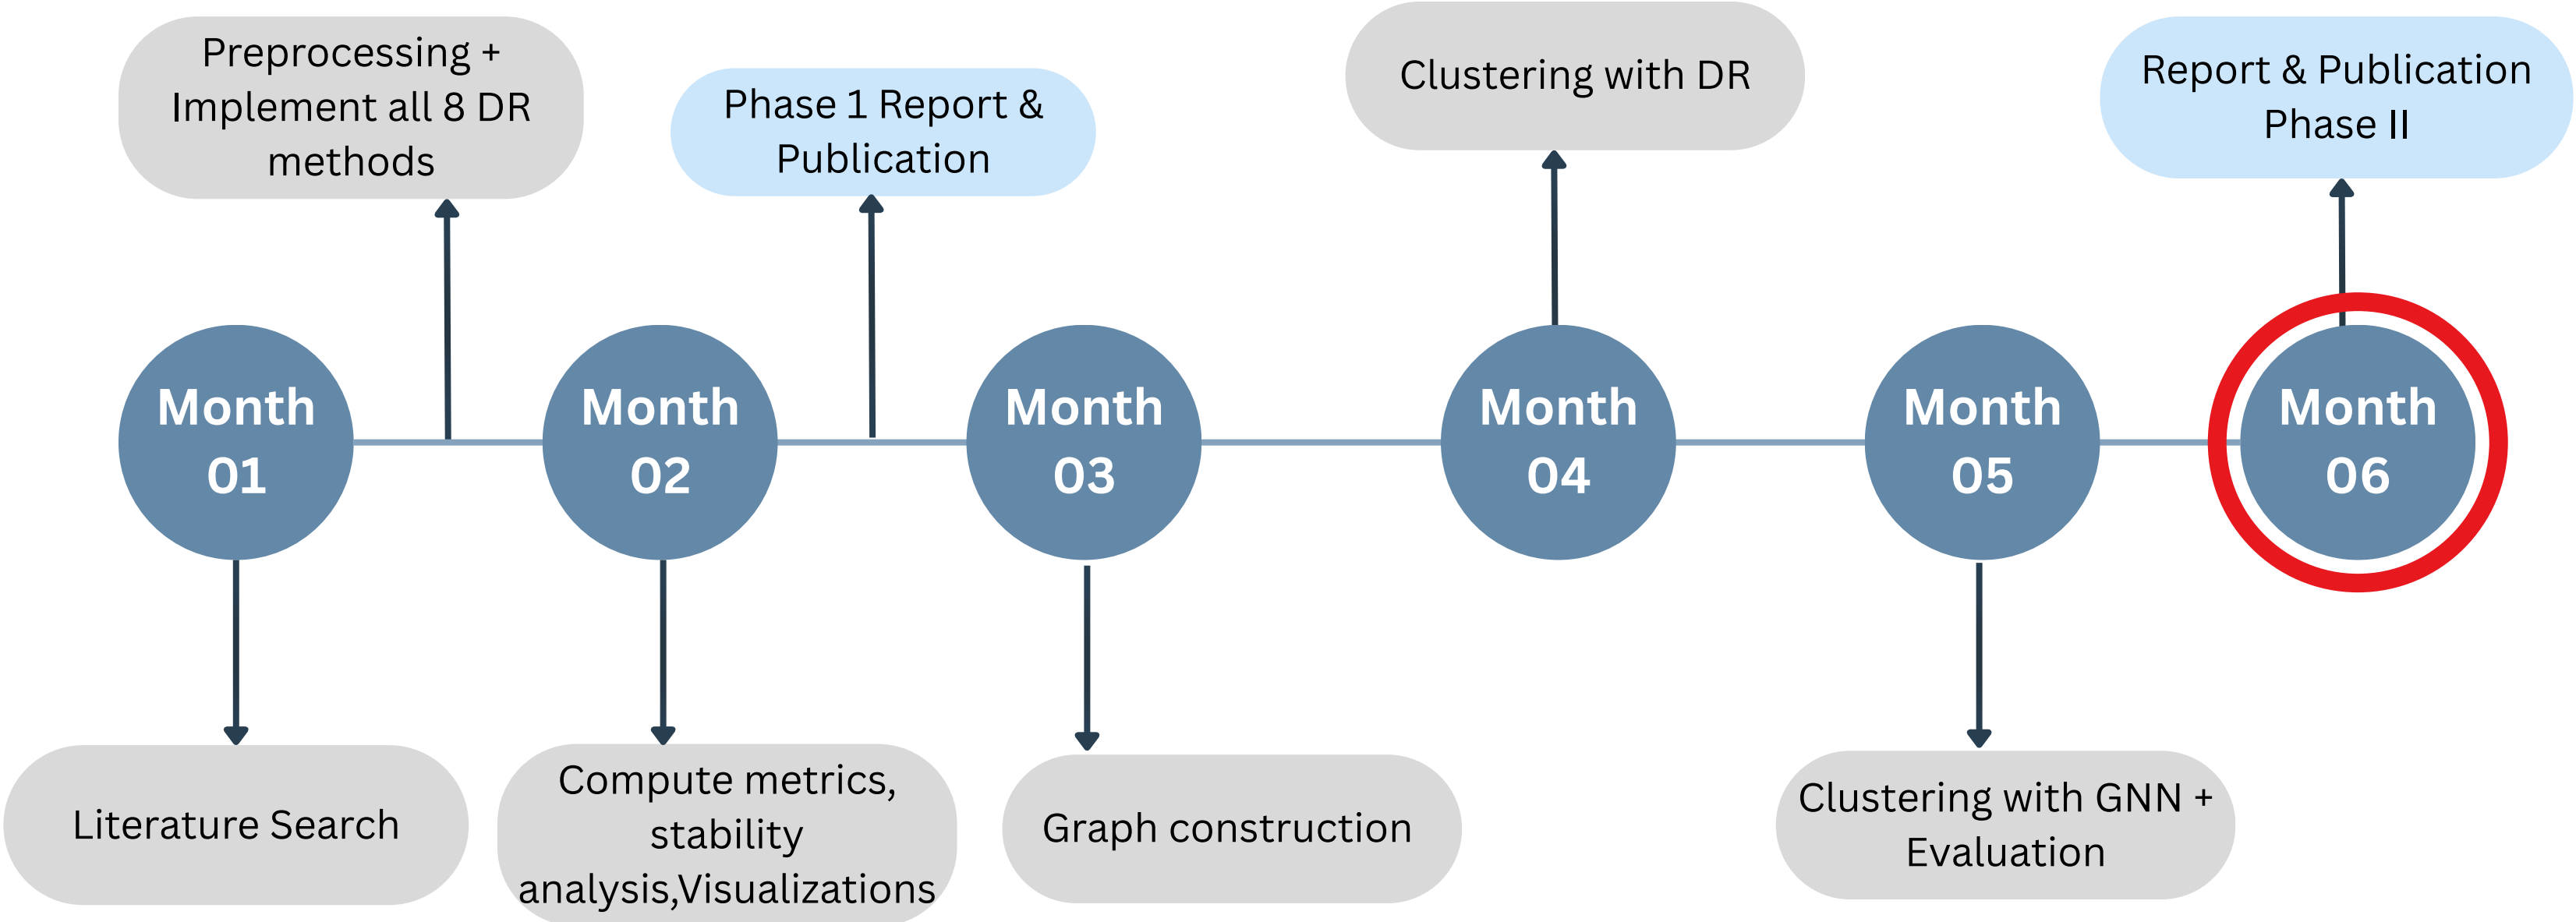 Preprocessing +
Implement all 8 DR
methods
Phase 1 Report &
Publication
Clustering with DR
Report & Publication
Phase II
Month
01
Month
02
Month
03
Month
04
Month
05
Month
06
Literature Search
Compute metrics,
stability
analysis,Visualizations
Graph construction
Clustering with GNN +
Evaluation